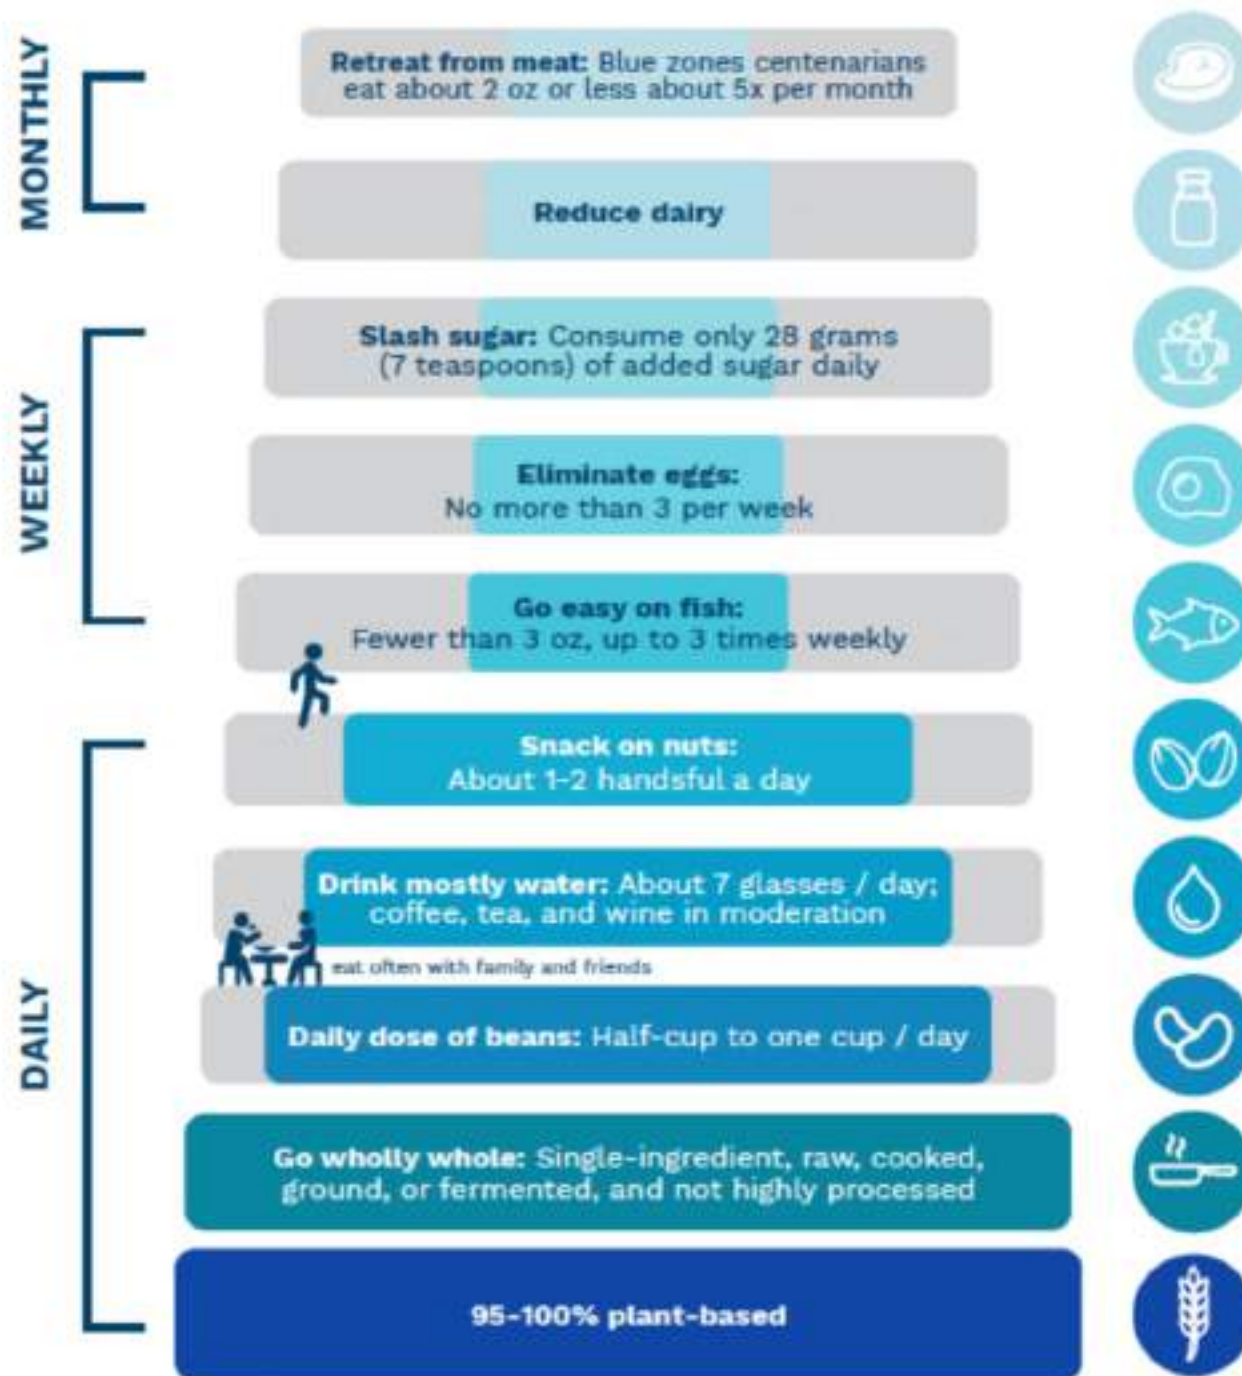 MONTHLY
Retreat from meat: Blue zones centenarians
eat about 2 oz or less about 5x per month
Reduce dairy
WEEKLY
Slash sugar: Consume only 28 grams
(7 teaspoons) of added sugar daily
Eliminate eggs:
No more than 3 per week
Go easy on fish:
Fewer than 3 oz, up to 3 times weekly
DAILY
Snack on nuts:
About 1-2 handsful a day
Drink mostly water: About 7 glasses / day;
coffee, tea, and wine in moderation
eat often with family and friends
Daily dose of beans: Half-cup to one cup / day
Go wholly whole: Single-ingredient, raw, cooked,
ground, or fermented, and not highly processed
95-100% plant-based